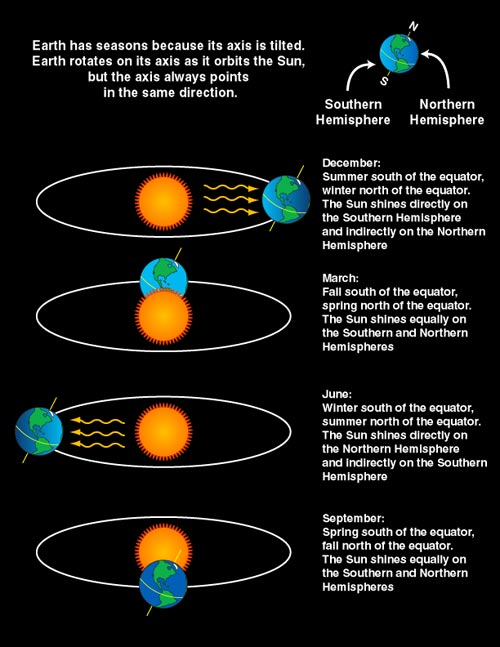 Earth has seasons because its axis is tilted.
Earth rotates on its axis as it orbits the Sun,
but the axis always points
in the same direction.
N
S
Southern
Hemisphere
Northern
Hemisphere
December:
Summer south of the equator,
winter north of the equator.
The Sun shines directly on
the Southern Hemisphere
and indirectly on the Northern
Hemisphere
March:
Fall south of the equator,
spring north of the equator.
The Sun shines equally on
the Southern and Northern
Hemispheres
June:
Winter south of the equator,
summer north of the equator.
The Sun shines directly on
the Northern Hemisphere
and indirectly on the Southern
Hemisphere
September:
Spring south of the equator,
fall north of the equator.
The Sun shines equally on
the Southern and Northern
Hemispheres